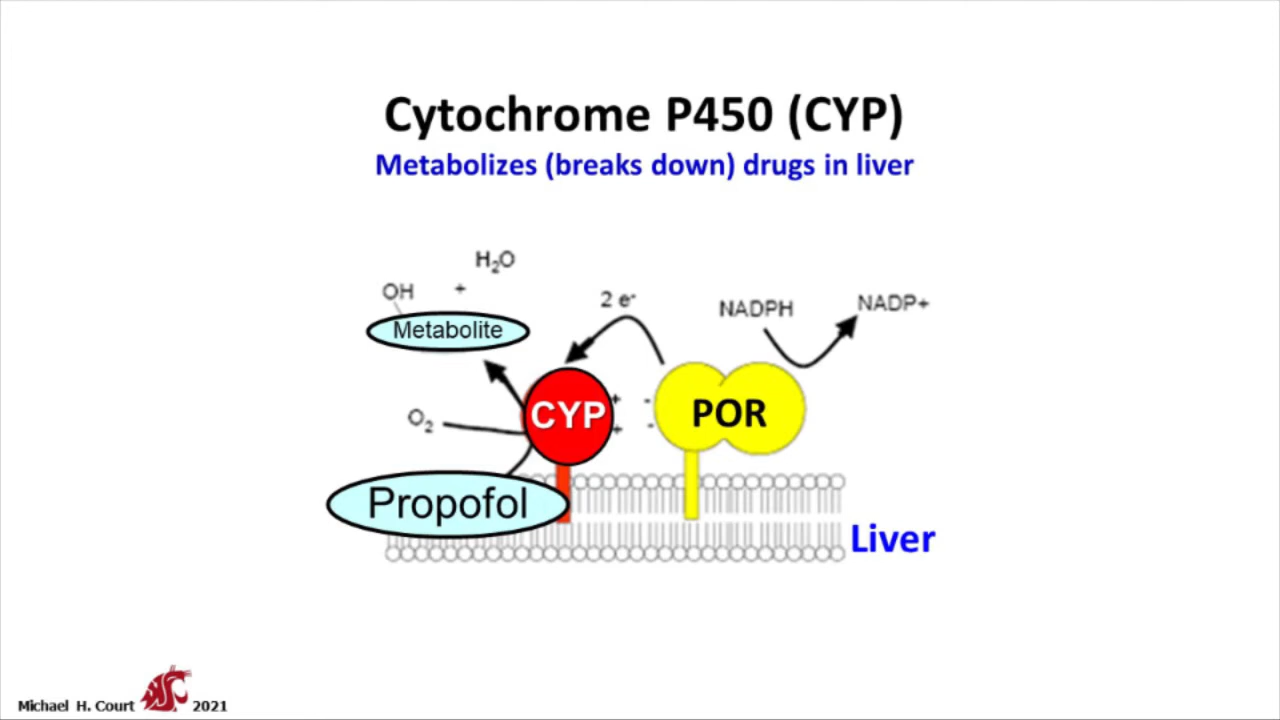 Cytochrome P450 (CYP)
Metabolizes (breaks down) drugs in liver
H₂O
OH +
Metabolite
2 e⁻
NADPH
NADP+
O₂
CYP
+ -
+ -
POR
Propofol
Liver
Michael H. Court 2021